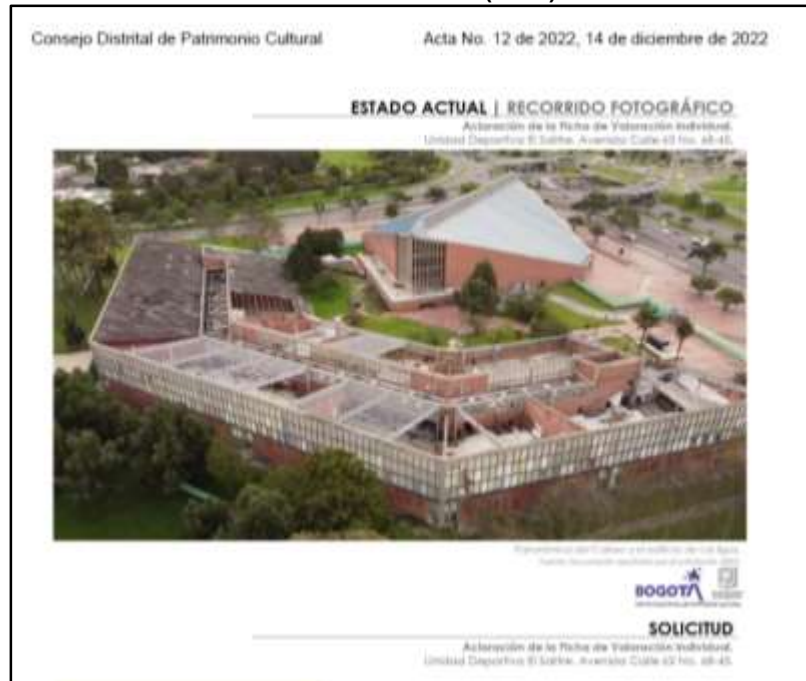 Consejo Distrital de Patrimonio Cultural Acta No. 12 de 2022, 14 de diciembre de 2022
ESTADO ACTUAL | RECORRIDO FOTOGRÁFICO
Aclaración de la Ficha de Valoración Individual.
Unidad Deportiva El Salitre. Avenida Calle 63 No. 68-45.
BOGOTÁ
SOLICITUD
Aclaración de la Ficha de Valoración Individual.
Unidad Deportiva El Salitre. Avenida Calle 63 No. 68-45.